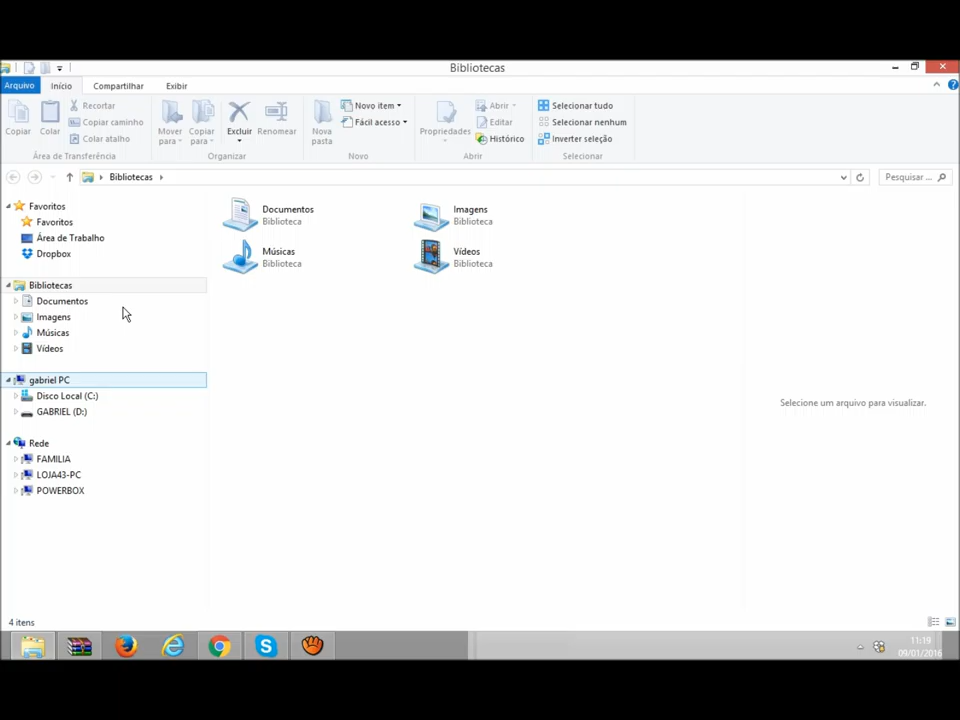 Bibliotecas
Arquivo Início Compartilhar Exibir
Copiar
Colar
Recortar
Copiar caminho
Colar atalho
Área de Transferência
Mover para
Copiar para
Excluir
Renomear
Organizar
Nova pasta
Novo item
Fácil acesso
Novo
Propriedades
Abrir
Editar
Histórico
Abrir
Selecionar tudo
Selecionar nenhum
Inverter seleção
Selecionar
Bibliotecas
Pesquisar ...
Favoritos
Favoritos
Área de Trabalho
Dropbox
Bibliotecas
Documentos
Imagens
Músicas
Vídeos
gabriel PC
Disco Local (C:)
GABRIEL (D:)
Rede
FAMILIA
LOJA43-PC
POWERBOX
Documentos
Biblioteca
Imagens
Biblioteca
Músicas
Biblioteca
Vídeos
Biblioteca
Selecione um arquivo para visualizar.
4 itens
11:19
09/01/2016